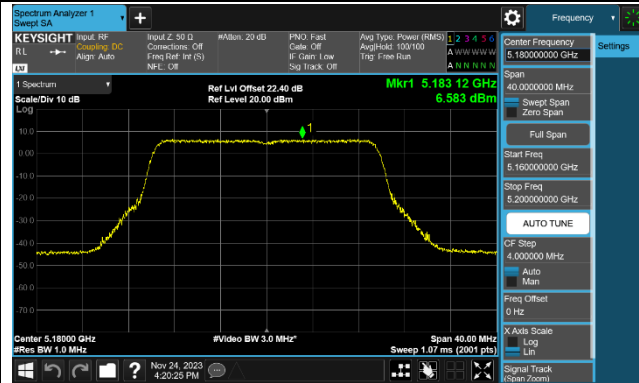 Spectrum Analyzer 1
Swept SA
Frequency
KEYSIGHT
RL
LXI
Input: RF
Coupling: DC
Align: Auto
Input Z: 50 Ω
Corrections: Off
Freq Ref: Int (S)
NFE: Off
#Atten: 20 dB
PNO: Fast
Gate: Off
IF Gain: Low
Sig Track: Off
Avg Type: Power (RMS)
Avg|Hold: 100/100
Trig: Free Run
1 2 3 4 5 6
A W W W W W
A N N N N N
Center Frequency
5.180000000 GHz
Settings
1 Spectrum
Scale/Div 10 dB
Log
Ref Lvl Offset 22.40 dB
Ref Level 20.00 dBm
Mkr1 5.183 12 GHz
6.583 dBm
Span
40.0000000 MHz
Swept Span
Zero Span
Full Span
Start Freq
5.160000000 GHz
Stop Freq
5.200000000 GHz
AUTO TUNE
CF Step
4.000000 MHz
Auto
Man
Freq Offset
0 Hz
X Axis Scale
Log
Lin
Signal Track
(Span Zoom)
1
10.0
0.00
-10.0
-20.0
-30.0
-40.0
-50.0
-60.0
-70.0
Center 5.18000 GHz
#Res BW 1.0 MHz
#Video BW 3.0 MHz*
Span 40.00 MHz
Sweep 1.07 ms (2001 pts)
?
Nov 24, 2023
4:20:25 PM